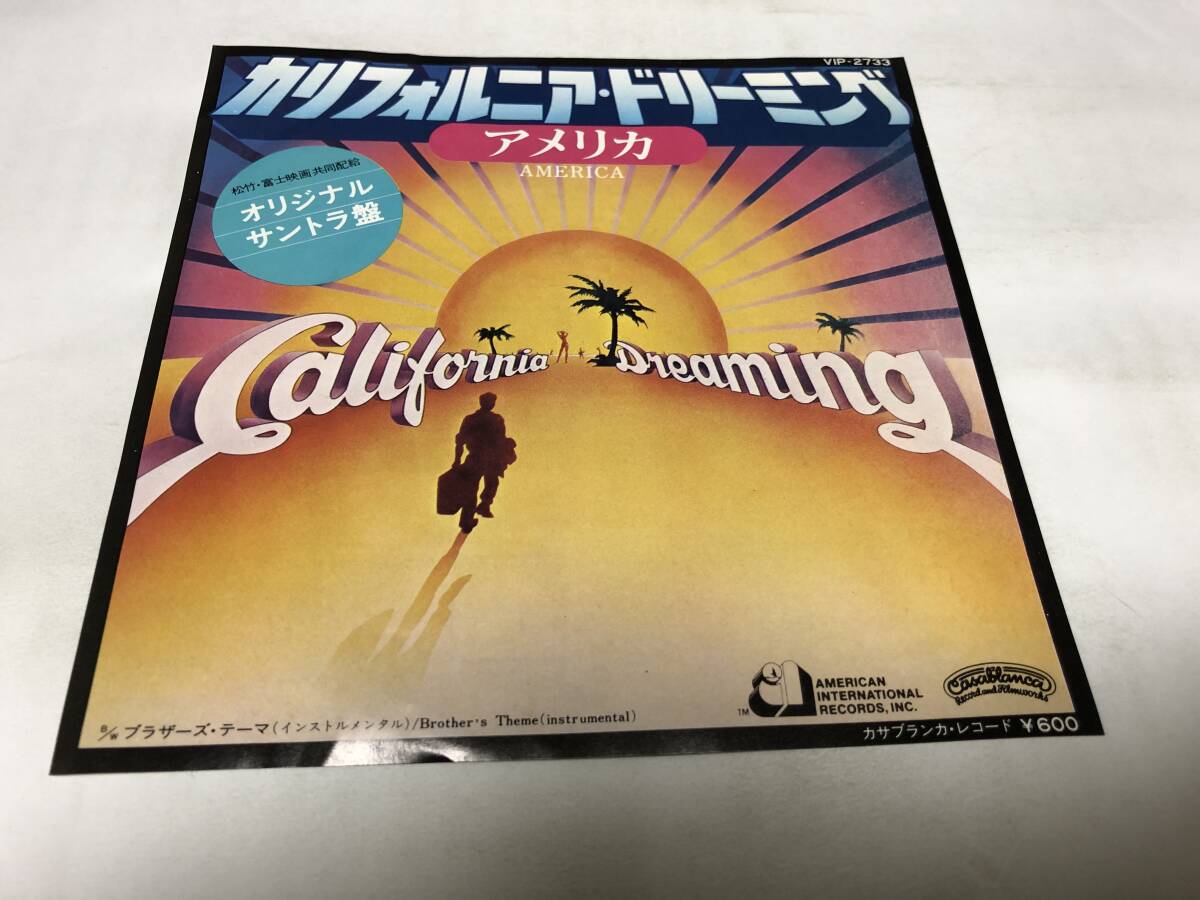 VIP-2733
カリフォルニア・ドリーミング
アメリカ
AMERICA
松竹・富士映画共同配給
オリジナル
サントラ盤
California Dreaming
TM
AMERICAN
INTERNATIONAL
RECORDS, INC.
Casablanca
Record and Filmworks
B/W ブラザーズ・テーマ(インストルメンタル)/Brother's Theme(instrumental)
カサブランカ・レコード ¥600